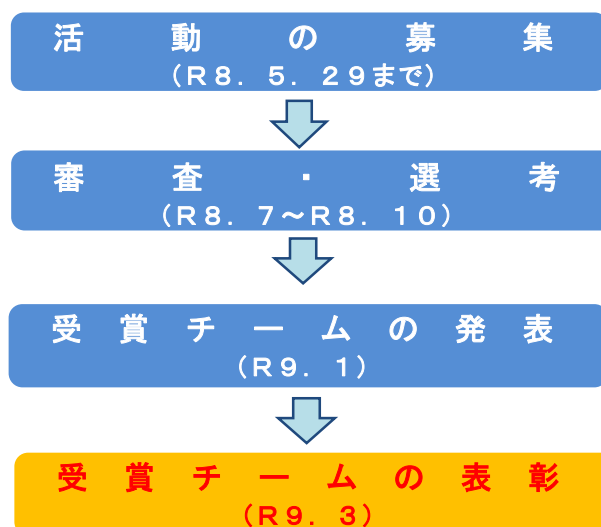 活動の募集
（Ｒ８．５．２９まで）
審査・選考
（Ｒ８．７～Ｒ８．１０）
受賞チームの発表
（Ｒ９．１）
受賞チームの表彰
（Ｒ９．３）